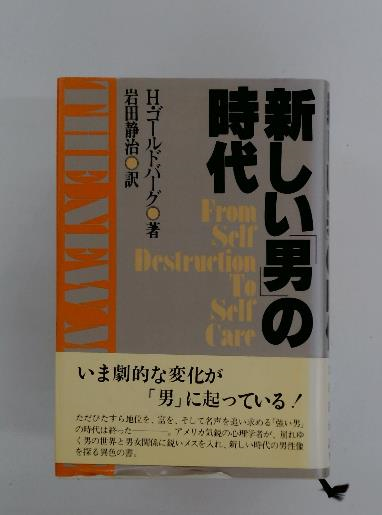 新しい「男」の
時代
H・ゴールドバーグ◯著
岩田静治◯訳
THE NEW
From
Self
Destruction
To
Self
Care
いま劇的な変化が
「男」に起っている!
ただひたすら地位を、富を、そして名声を追い求める「強い男」
の時代は終った――。アメリカ気鋭の心理学者が、崩れゆ
く男の世界と男女関係に鋭いメスを入れ、新しい時代の男性像
を探る異色の書。